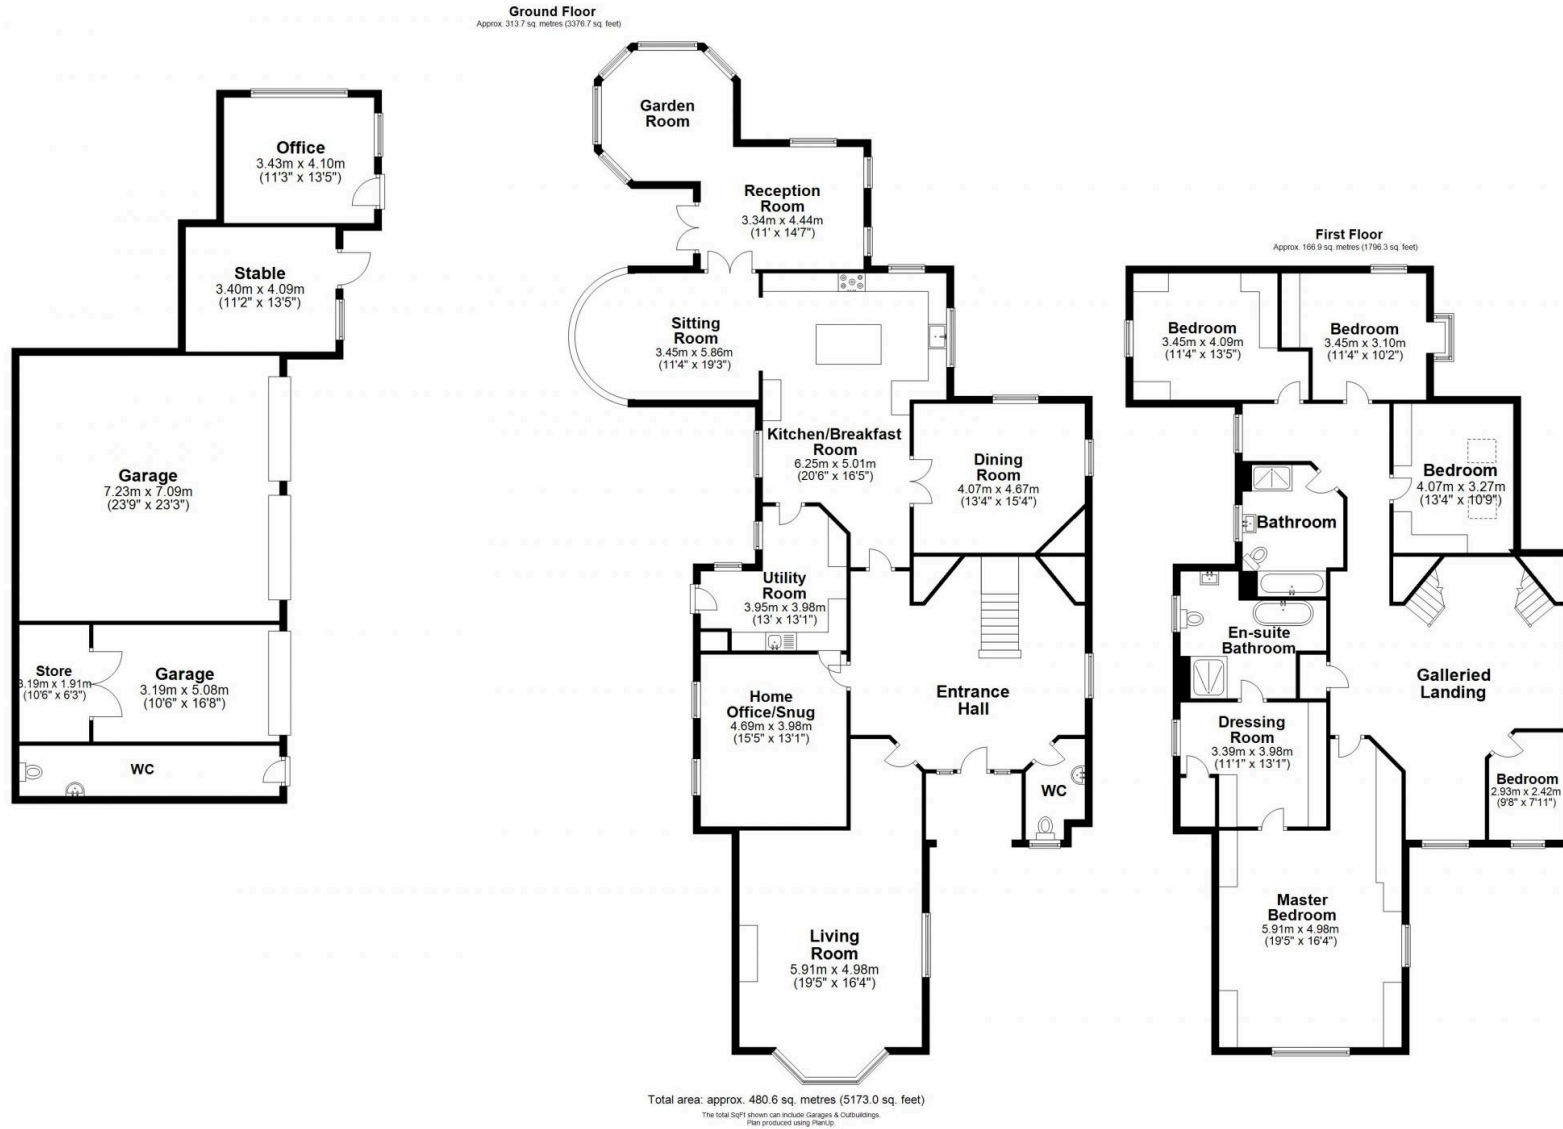 Ground Floor
Approx. 313.7 sq. metres (3376.7 sq. feet)
Office
3.43m x 4.10m
(11'3" x 13'5")
Stable
3.40m x 4.09m
(11'2" x 13'5")
Garage
7.23m x 7.09m
(23'9" x 23'3")
Store
3.19m x 1.91m
(10'6" x 6'3")
Garage
3.19m x 5.08m
(10'6" x 16'8")
WC
Garden
Room
Reception
Room
3.34m x 4.44m
(11' x 14'7")
Sitting
Room
3.45m x 5.86m
(11'4" x 19'3")
Kitchen/Breakfast
Room
6.25m x 5.01m
(20'6" x 16'5")
Dining
Room
4.07m x 4.67m
(13'4" x 15'4")
Utility
Room
3.95m x 3.98m
(13' x 13'1")
Home
Office/Snug
4.69m x 3.98m
(15'5" x 13'1")
Entrance
Hall
WC
Living
Room
5.91m x 4.98m
(19'5" x 16'4")
First Floor
Approx. 166.9 sq. metres (1796.3 sq. feet)
Bedroom
3.45m x 4.09m
(11'4" x 13'5")
Bedroom
3.45m x 3.10m
(11'4" x 10'2")
Bedroom
4.07m x 3.27m
(13'4" x 10'9")
Bathroom
En-suite
Bathroom
Galleried
Landing
Dressing
Room
3.39m x 3.98m
(11'1" x 13'1")
Bedroom
2.93m x 2.42m
(9'8" x 7'11")
Master
Bedroom
5.91m x 4.98m
(19'5" x 16'4")
Total area: approx. 480.6 sq. metres (5173.0 sq. feet)
The total SqFt shown can include Garages & Outbuildings.
Plan produced using PlanUp.